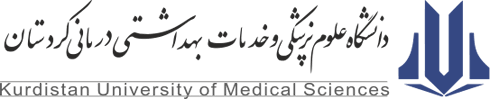 دانشگاه علوم پزشکی و خدمات بهداشتی درمانی کردستان
Kurdistan University of Medical Sciences